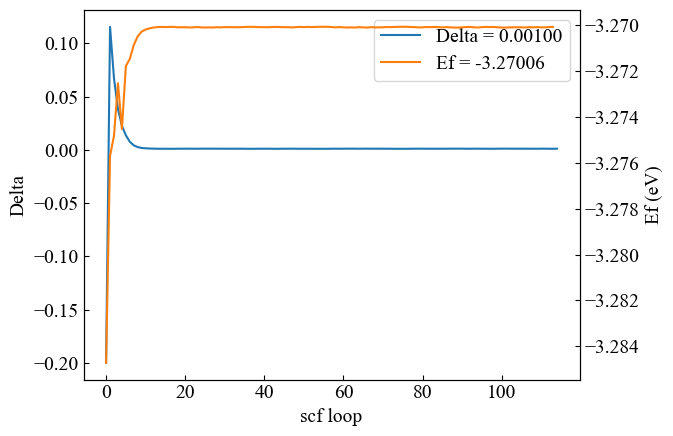 Delta = 0.00100
Ef = -3.27006
0.10
0.05
0.00
−0.05
−0.10
−0.15
−0.20
Delta
−3.270
−3.272
−3.274
−3.276
−3.278
−3.280
−3.282
−3.284
Ef (eV)
0 20 40 60 80 100
scf loop